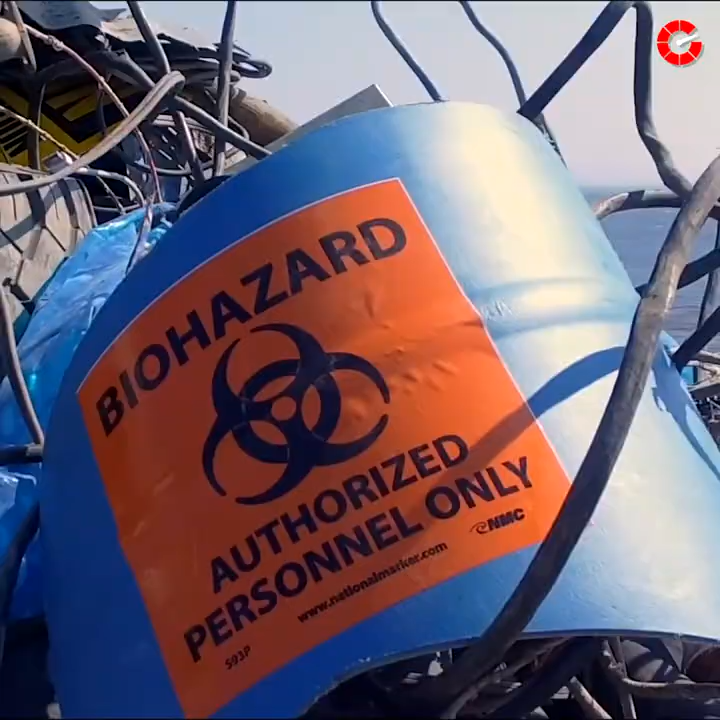 BIOHAZARD
AUTHORIZED
PERSONNEL ONLY
NMC
www.nationalmarker.com
S93P